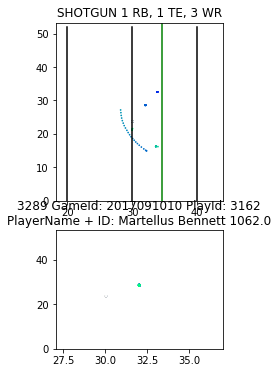 SHOTGUN 1 RB, 1 TE, 3 WR
50
40
30
20
10
0
20 30 40
3289 GameId: 2017091010 PlayId: 3162
PlayerName + ID: Martellus Bennett 1062.0
40
20
0
27.5 30.0 32.5 35.0